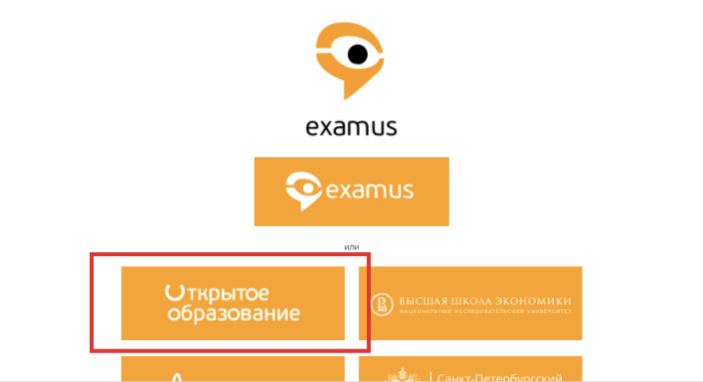 examus
examus
или
Открытое
образование
ВЫСШАЯ ШКОЛА ЭКОНОМИКИ
НАЦИОНАЛЬНЫЙ ИССЛЕДОВАТЕЛЬСКИЙ УНИВЕРСИТЕТ
Санкт-Петербургский